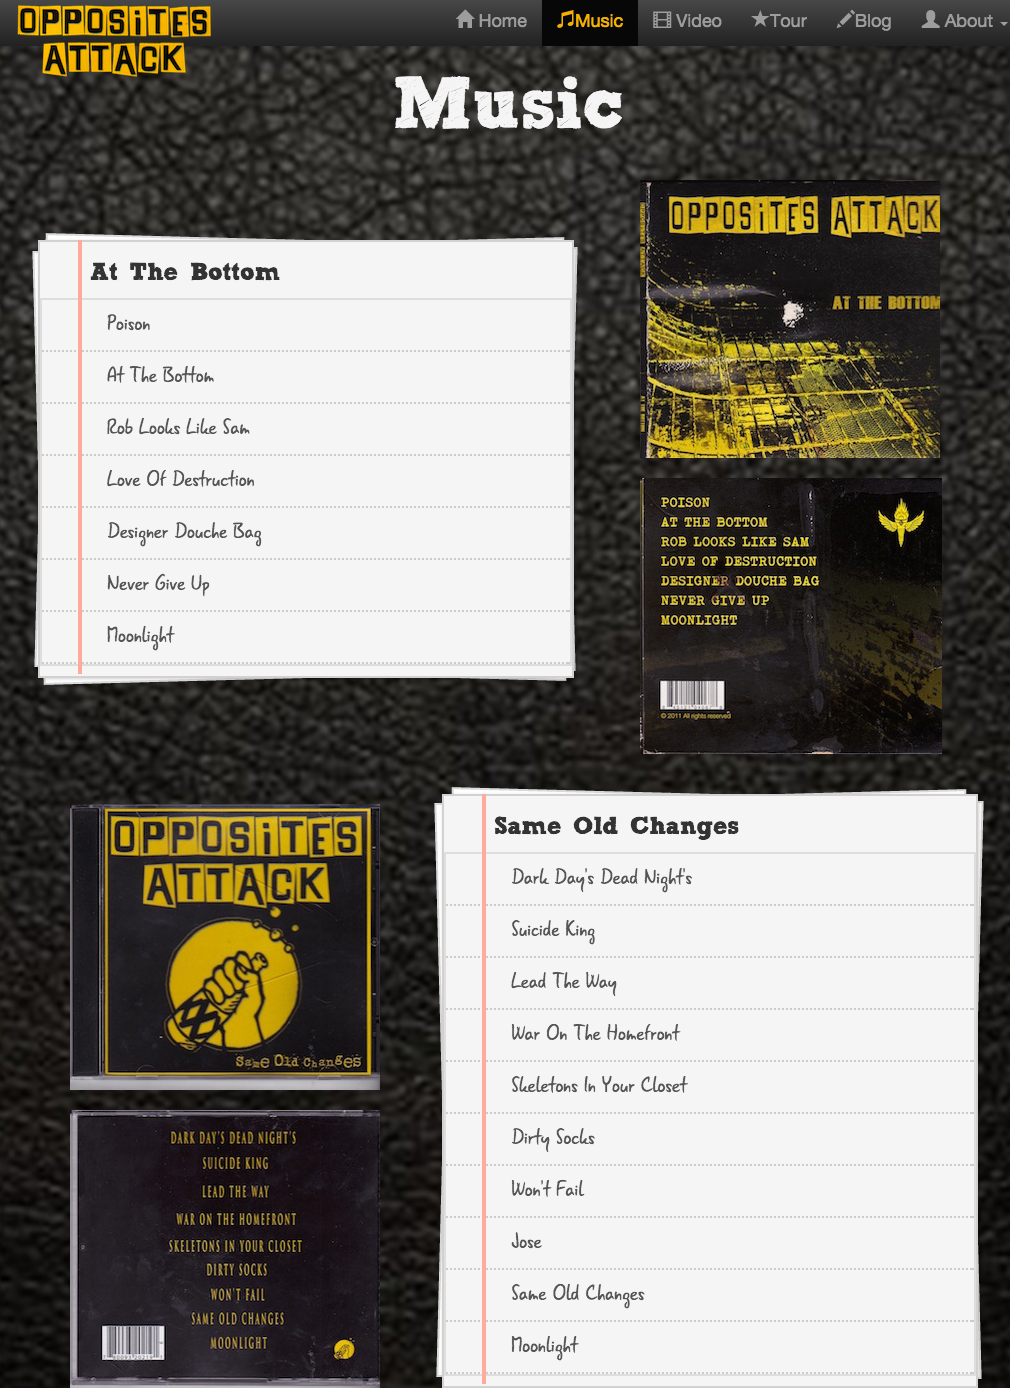 OPPOSiTES
ATTACK
Home
Music
Video
Tour
Blog
About
Music
At The Bottom
Poison
At The Bottom
Rob Looks Like Sam
Love Of Destruction
Designer Douche Bag
Never Give Up
Moonlight
OPPOSiTES ATTACK
AT THE BOTTOM
POISON
AT THE BOTTOM
ROB LOOKS LIKE SAM
LOVE OF DESTRUCTION
DESIGNER DOUCHE BAG
NEVER GIVE UP
MOONLIGHT
© 2011 All rights reserved
OPPOSiTES
ATTACK
Same Old Changes
DARK DAY'S DEAD NIGHT'S
SUICIDE KING
LEAD THE WAY
WAR ON THE HOMEFRONT
SKELETONS IN YOUR CLOSET
DIRTY SOCKS
WON'T FAIL
SAME OLD CHANGES
MOONLIGHT
Same Old Changes
Dark Day's Dead Night's
Suicide King
Lead The Way
War On The Homefront
Skeletons In Your Closet
Dirty Socks
Won't Fail
Jose
Same Old Changes
Moonlight